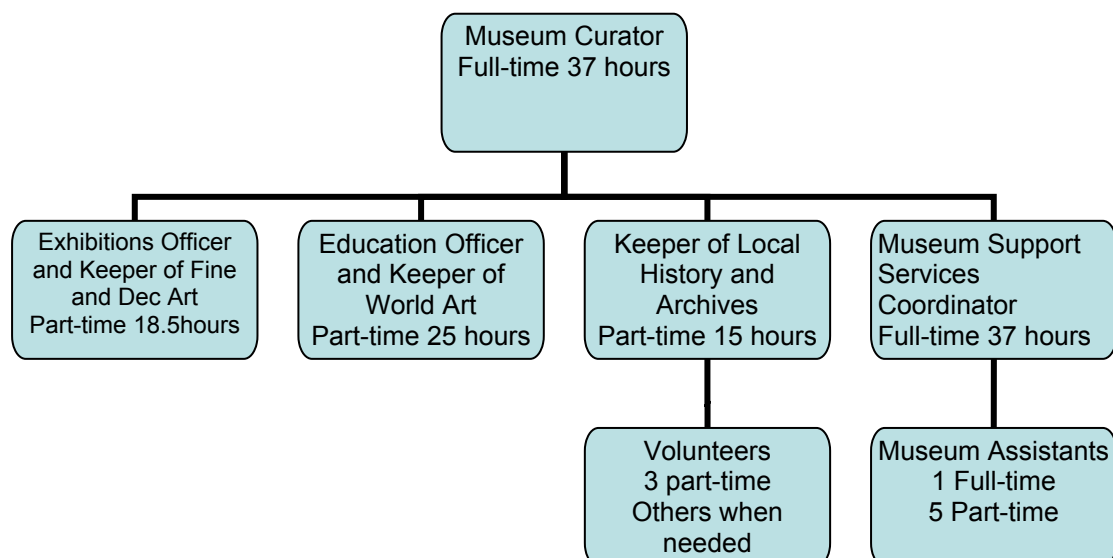 Museum Curator
Full-time 37 hours
Exhibitions Officer
and Keeper of Fine
and Dec Art
Part-time 18.5hours
Education Officer
and Keeper of
World Art
Part-time 25 hours
Keeper of Local
History and
Archives
Part-time 15 hours
Museum Support
Services
Coordinator
Full-time 37 hours
Volunteers
3 part-time
Others when
needed
Museum Assistants
1 Full-time
5 Part-time